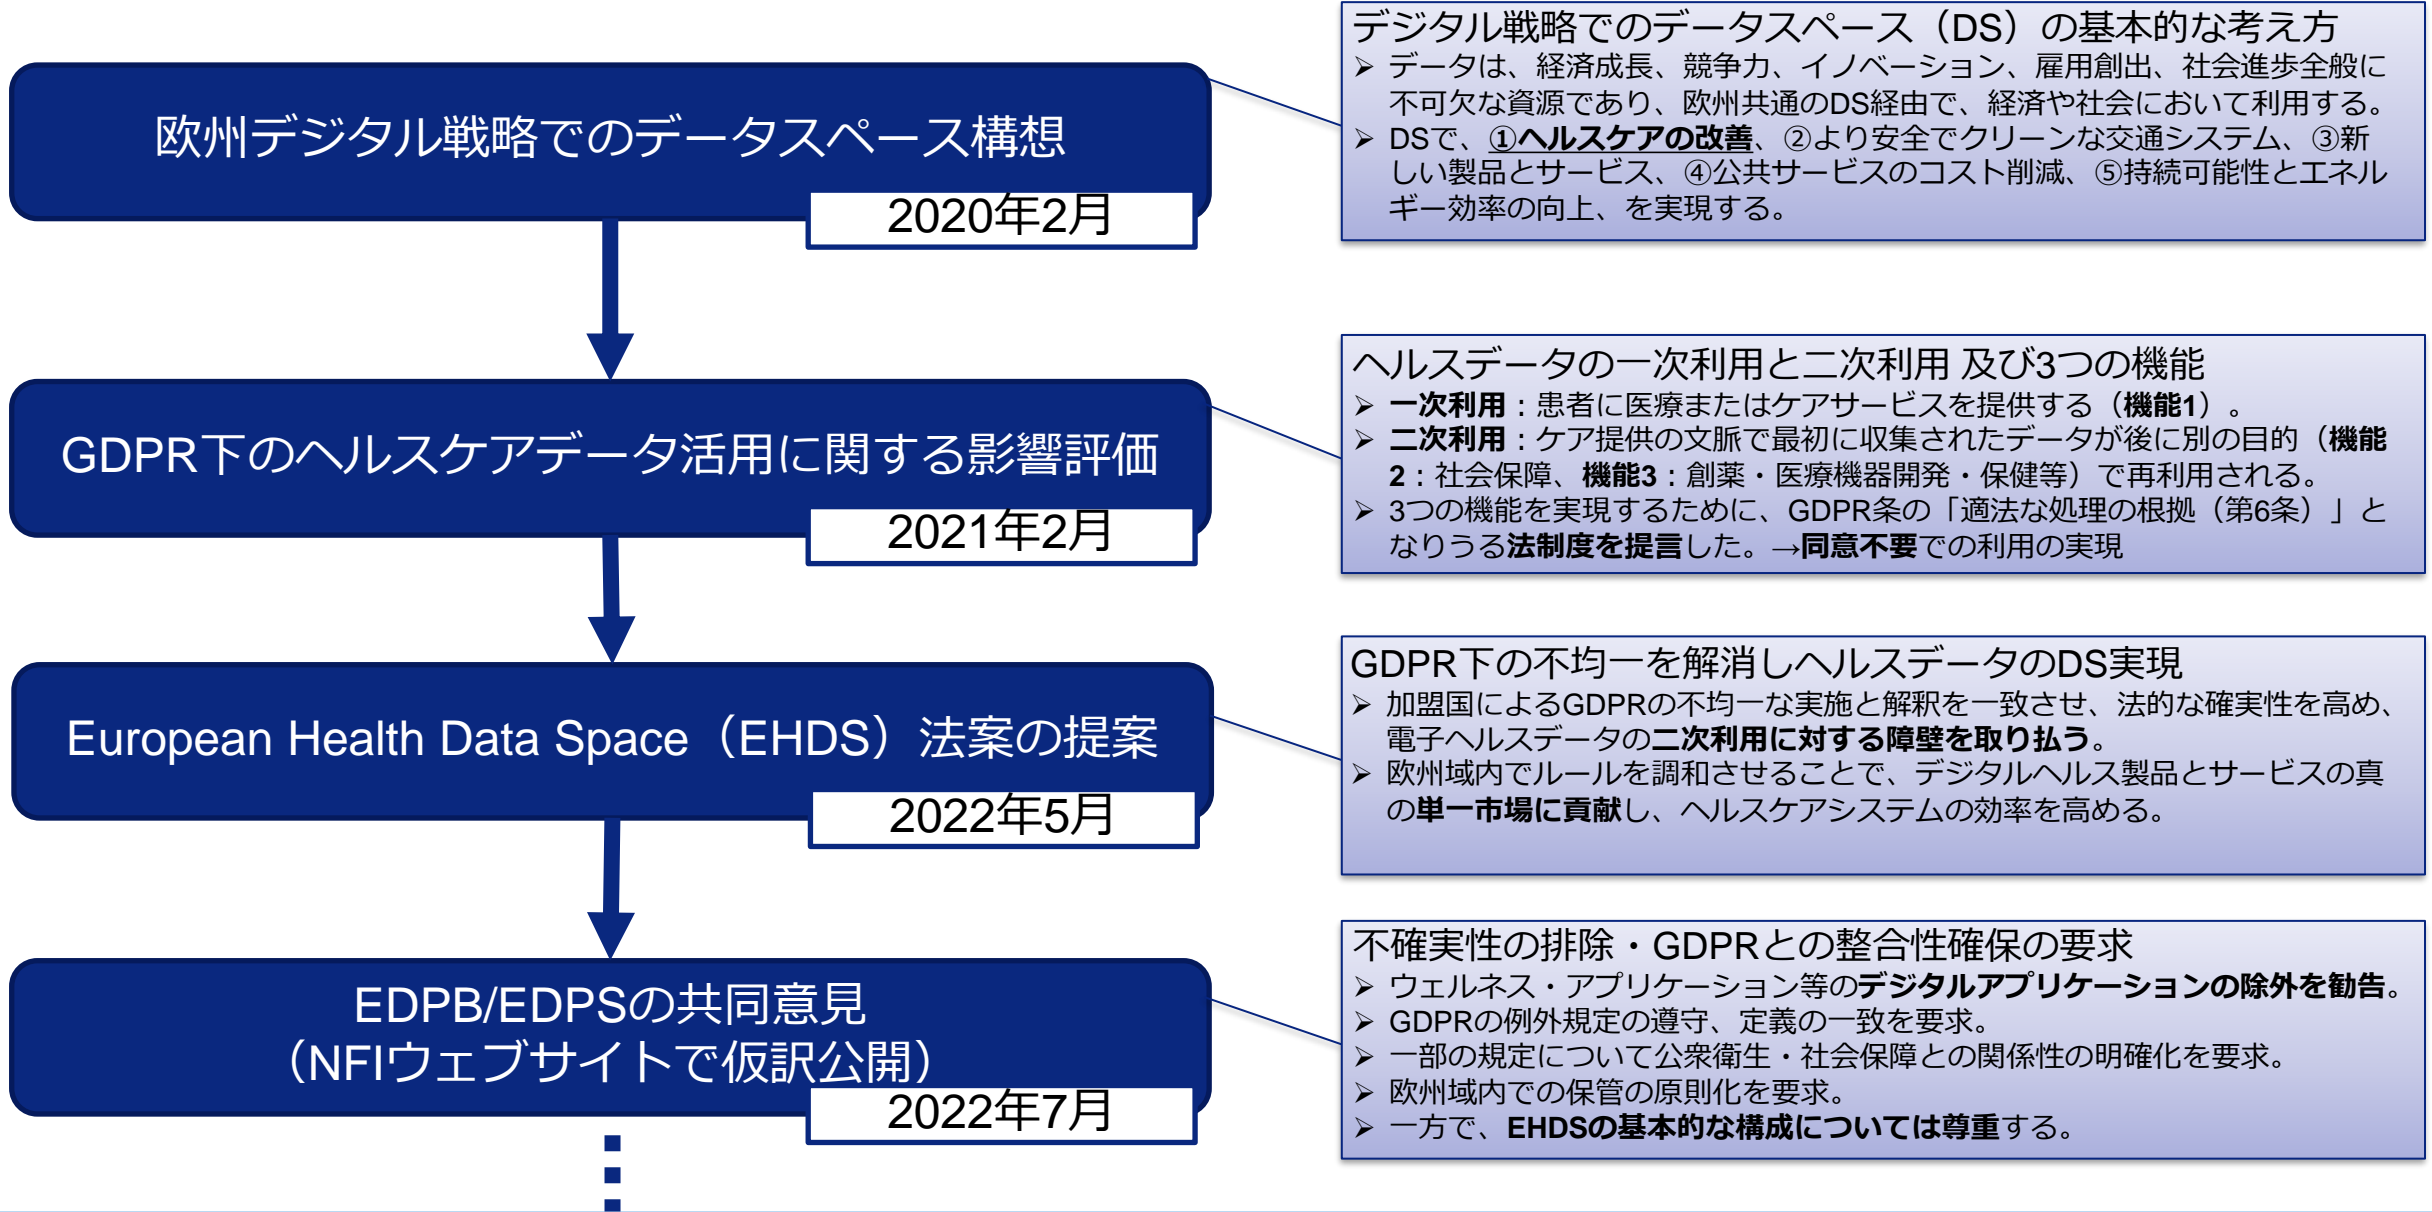 欧州デジタル戦略でのデータスペース構想
2020年2月
デジタル戦略でのデータスペース（DS）の基本的な考え方
➢ データは、経済成長、競争力、イノベーション、雇用創出、社会進歩全般に
不可欠な資源であり、欧州共通のDS経由で、経済や社会において利用する。
➢ DSで、①ヘルスケアの改善、②より安全でクリーンな交通システム、③新
しい製品とサービス、④公共サービスのコスト削減、⑤持続可能性とエネル
ギー効率の向上、を実現する。
GDPR下のヘルスケアデータ活用に関する影響評価
2021年2月
ヘルスデータの一次利用と二次利用 及び3つの機能
➢ 一次利用：患者に医療またはケアサービスを提供する（機能1）。
➢ 二次利用：ケア提供の文脈で最初に収集されたデータが後に別の目的（機能
2：社会保障、機能3：創薬・医療機器開発・保健等）で再利用される。
➢ 3つの機能を実現するために、GDPR条の「適法な処理の根拠（第6条）」と
なりうる法制度を提言した。→同意不要での利用の実現
European Health Data Space（EHDS）法案の提案
2022年5月
GDPR下の不均一を解消しヘルスデータのDS実現
➢ 加盟国によるGDPRの不均一な実施と解釈を一致させ、法的な確実性を高め、
電子ヘルスデータの二次利用に対する障壁を取り払う。
➢ 欧州域内でルールを調和させることで、デジタルヘルス製品とサービスの真
の単一市場に貢献し、ヘルスケアシステムの効率を高める。
EDPB/EDPSの共同意見
（NFIウェブサイトで仮訳公開）
2022年7月
不確実性の排除・GDPRとの整合性確保の要求
➢ ウェルネス・アプリケーション等のデジタルアプリケーションの除外を勧告。
➢ GDPRの例外規定の遵守、定義の一致を要求。
➢ 一部の規定について公衆衛生・社会保障との関係性の明確化を要求。
➢ 欧州域内での保管の原則化を要求。
➢ 一方で、EHDSの基本的な構成については尊重する。